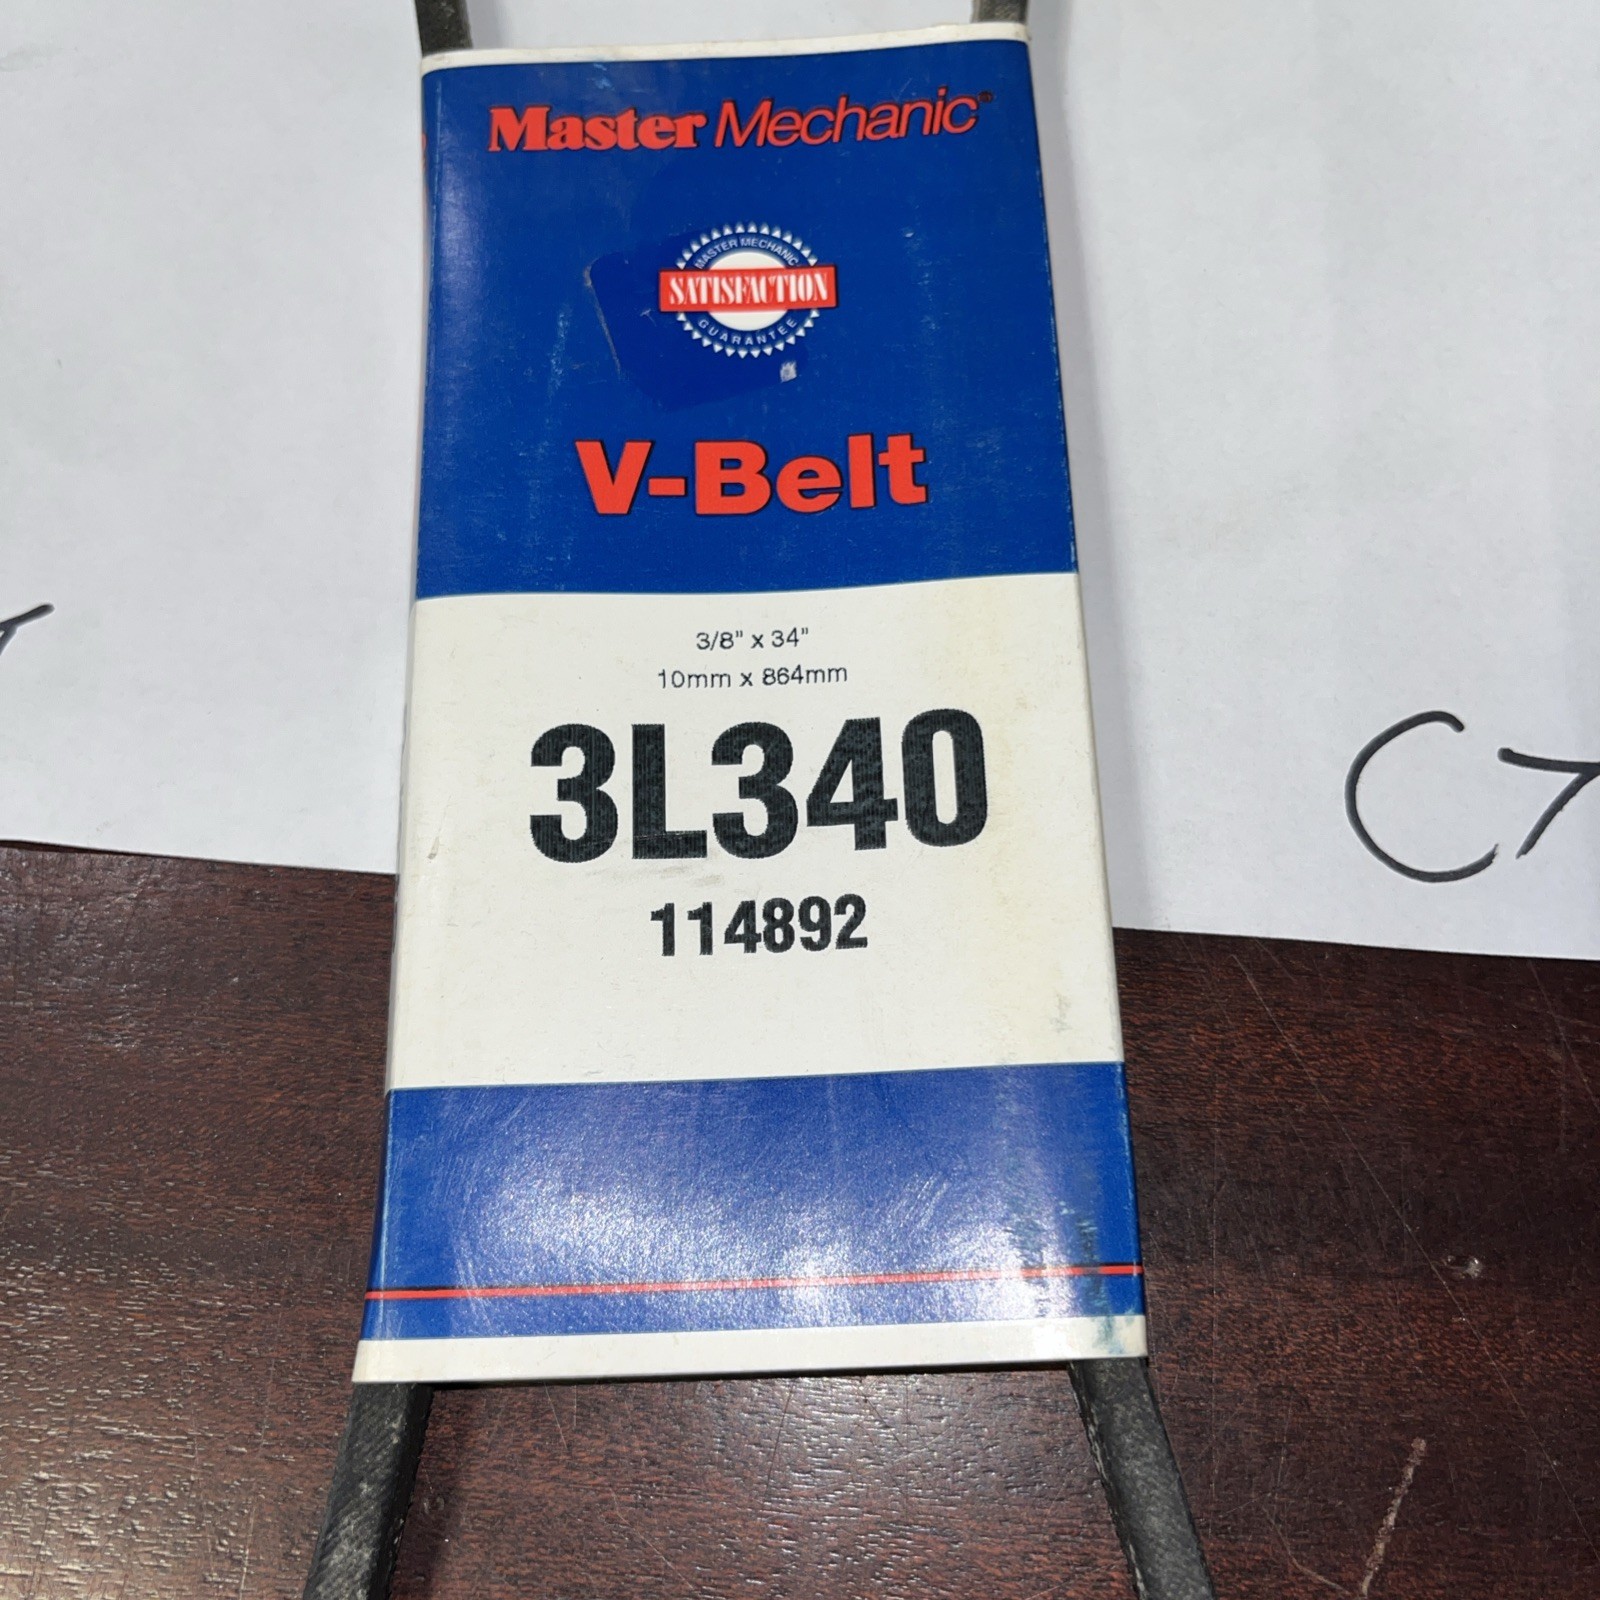 Master Mechanic®
MASTER MECHANIC
SATISFACTION
GUARANTEE
V-Belt
3/8" x 34"
10mm x 864mm
3L340
114892